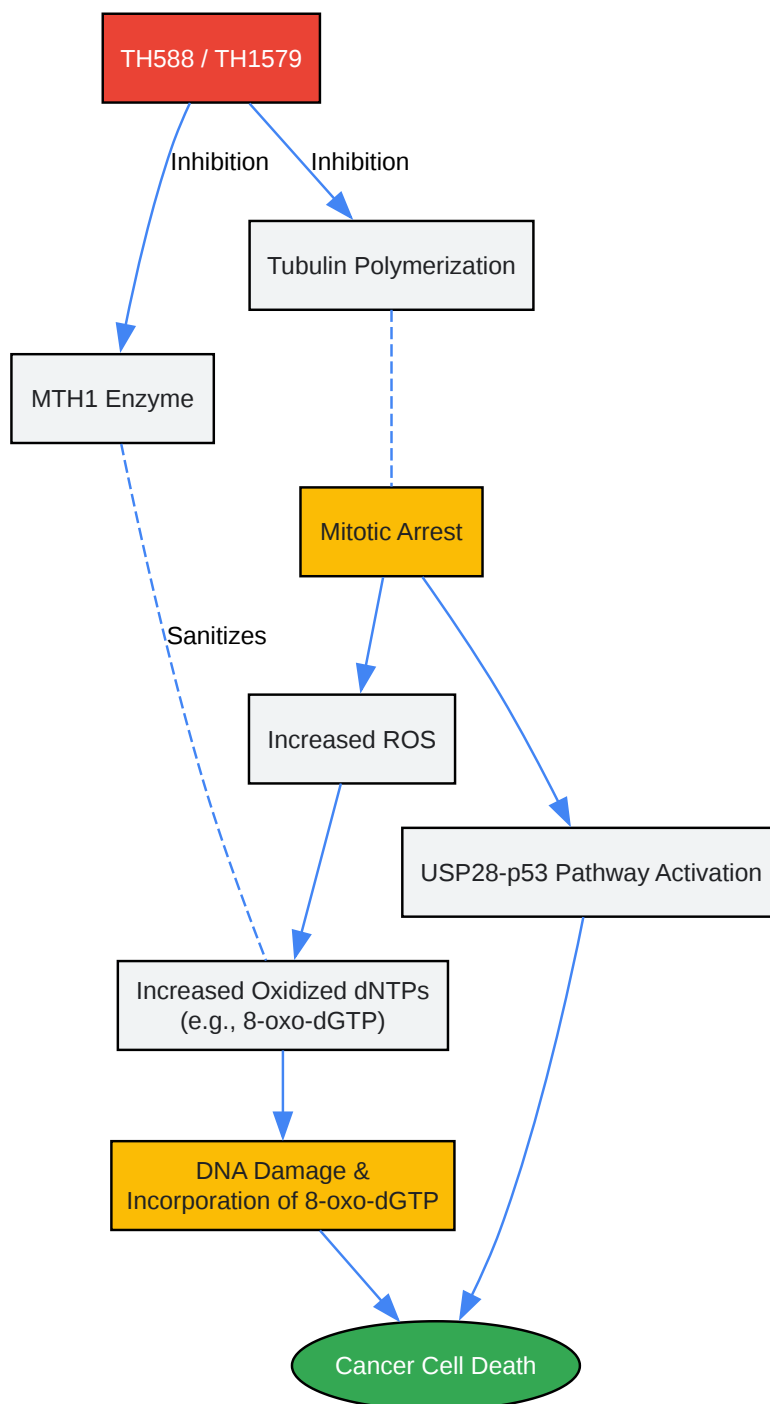 TH588 / TH1579
Inhibition
Inhibition
Tubulin Polymerization
MTH1 Enzyme
Mitotic Arrest
Sanitizes
Increased ROS
USP28-p53 Pathway Activation
Increased Oxidized dNTPs
(e.g., 8-oxo-dGTP)
DNA Damage &
Incorporation of 8-oxo-dGTP
Cancer Cell Death